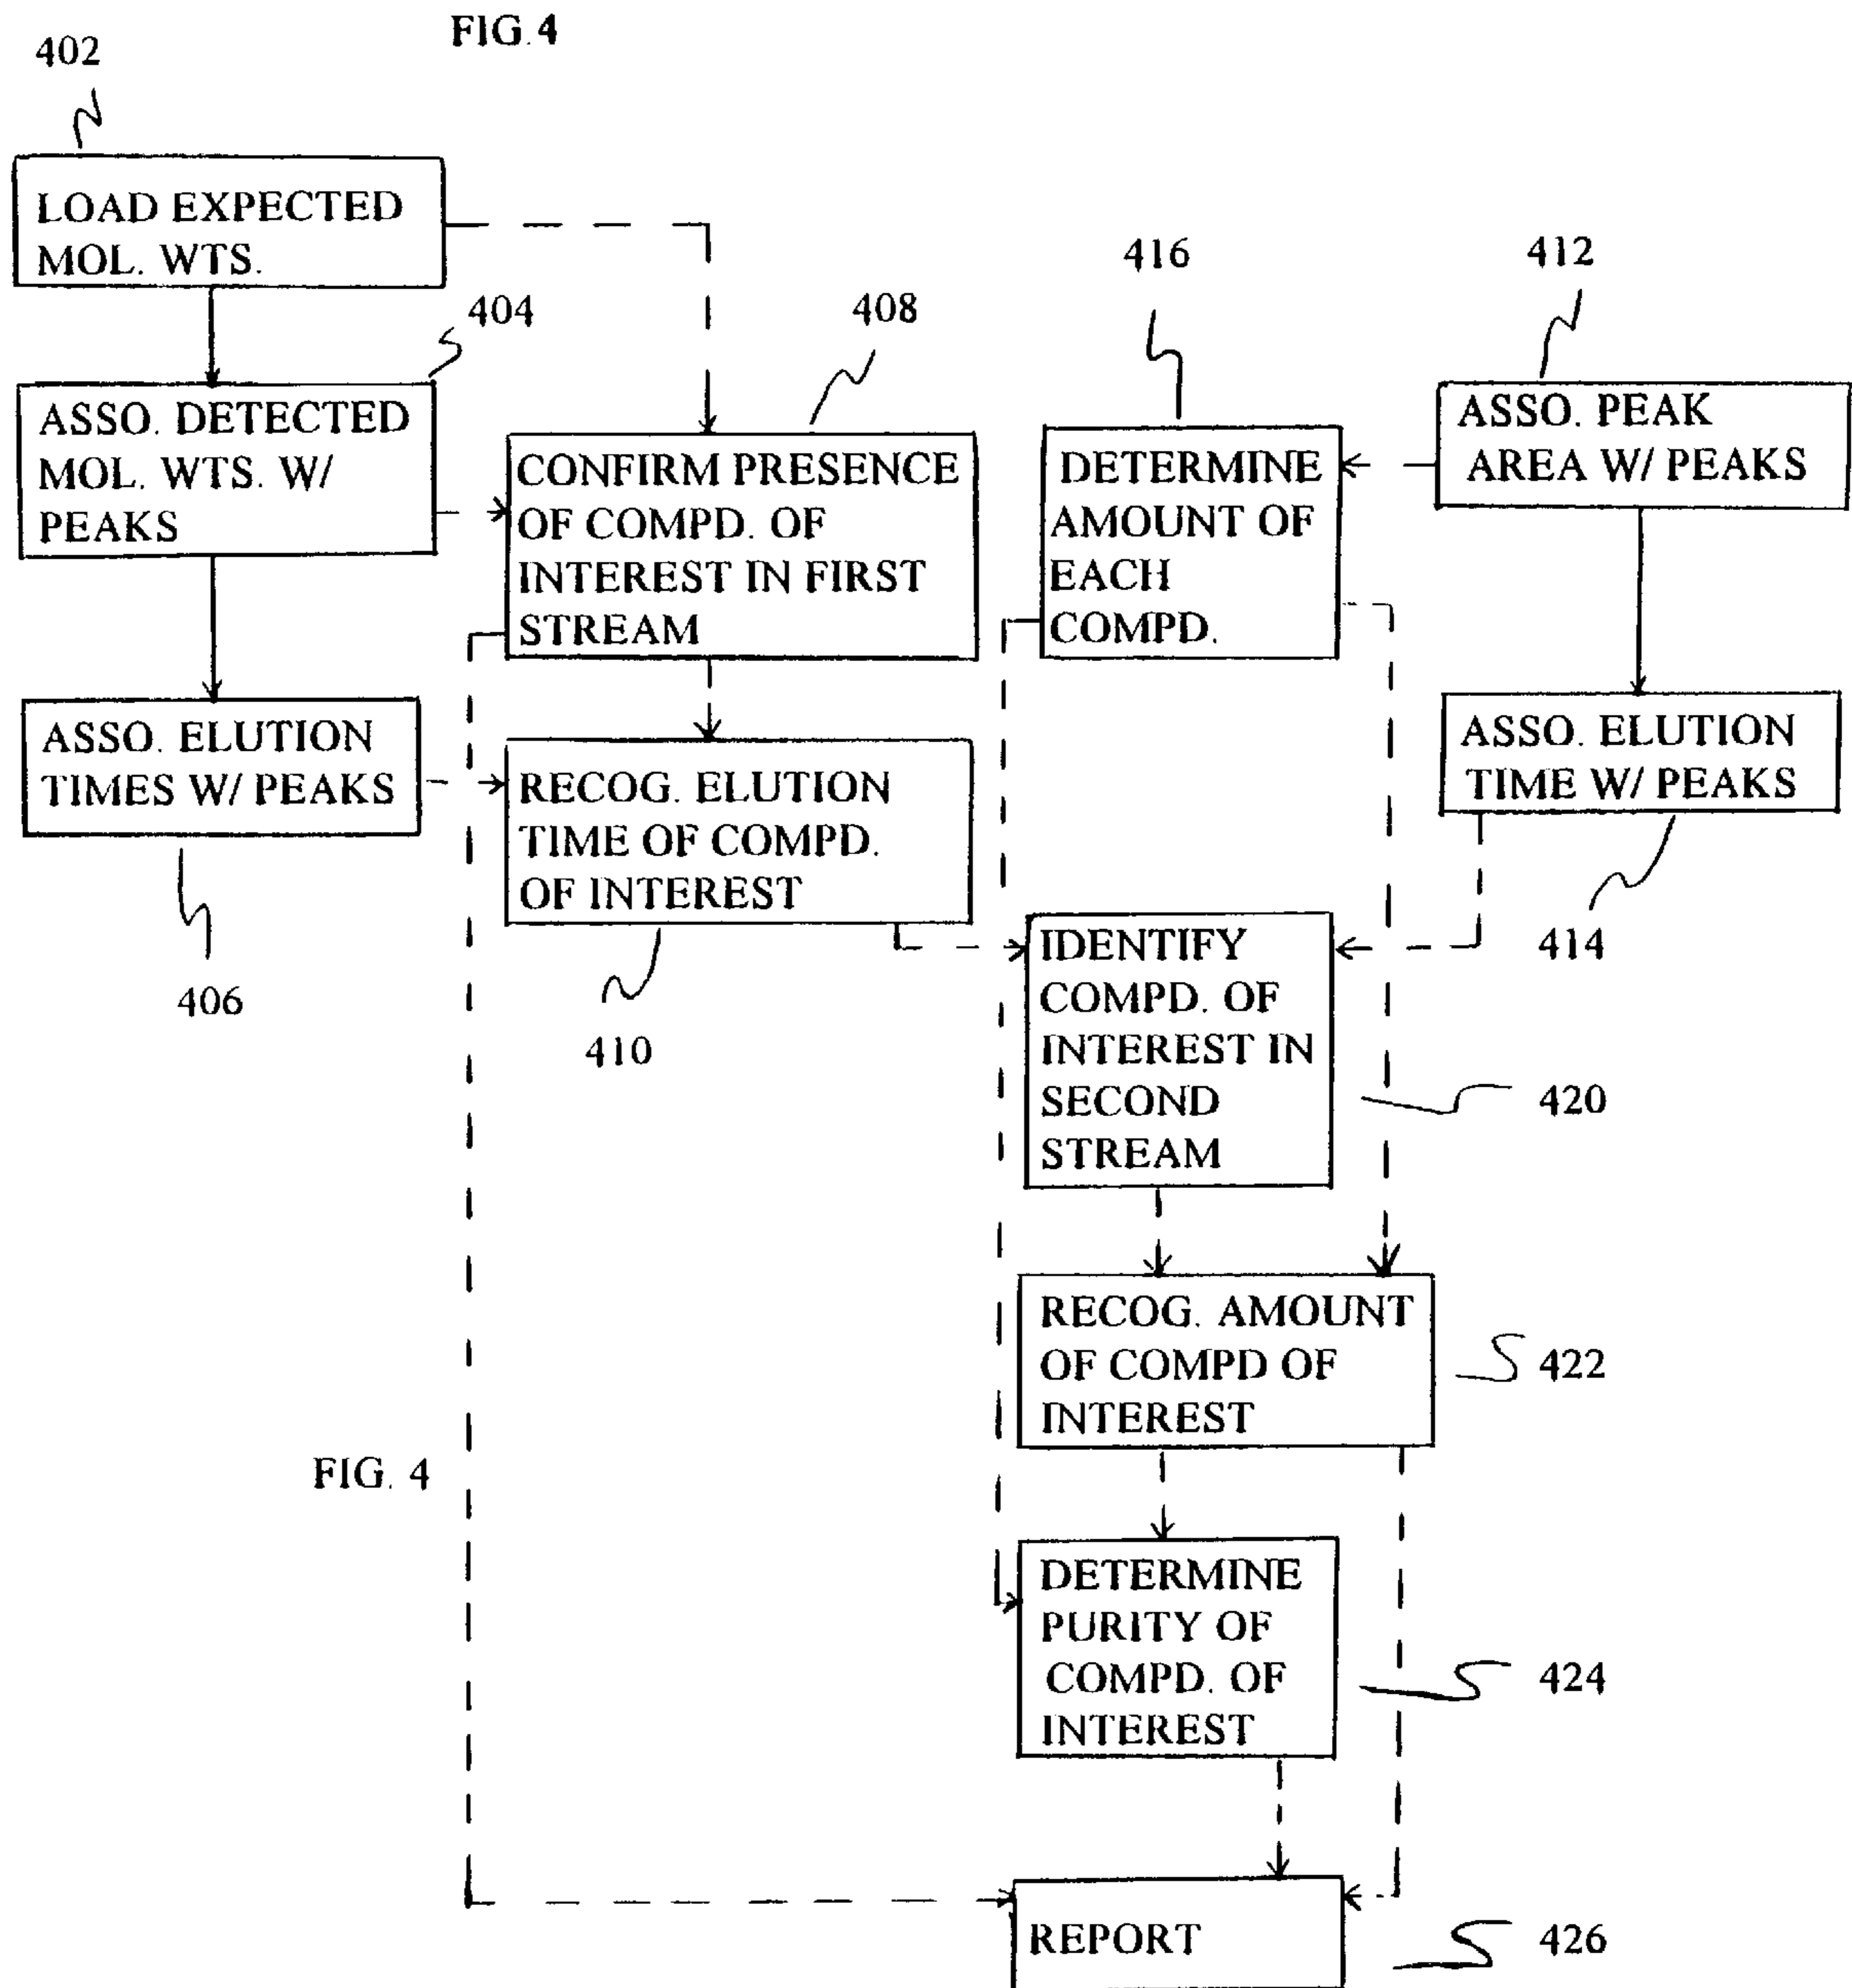 FIG.4
402
LOAD EXPECTED
MOL. WTS.
404
ASSO. DETECTED
MOL. WTS. W/
PEAKS
ASSO. ELUTION
TIMES W/ PEAKS
406
408
CONFIRM PRESENCE
OF COMPD. OF
INTEREST IN FIRST
STREAM
RECOG. ELUTION
TIME OF COMPD.
OF INTEREST
410
416
DETERMINE
AMOUNT OF
EACH
COMPD.
412
ASSO. PEAK
AREA W/ PEAKS
ASSO. ELUTION
TIME W/ PEAKS
414
IDENTIFY
COMPD. OF
INTEREST IN
SECOND
STREAM
420
RECOG. AMOUNT
OF COMPD OF
INTEREST
422
FIG. 4
DETERMINE
PURITY OF
COMPD. OF
INTEREST
424
REPORT
426